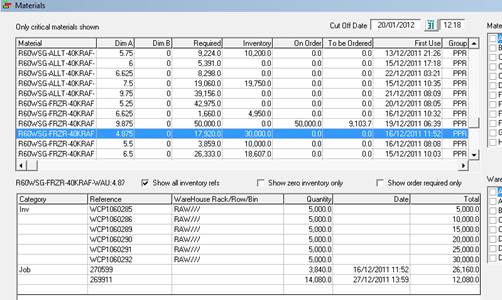 Materials
Only critical materials shown
Cut Off Date 20/01/2012 12:18
Mate
Material Dim A Dim B Required Inventory On Order To be Ordered First Use Group
R60WSG-ALLT-40KRAF- 5.75 0 9,224.0 10,200.0 0.0 0.0 13/12/2011 21:26 PPR
R60WSG-ALLT-40KRAF- 6 0 5,391.0 0.0 0.0 0.0 15/12/2011 17:18 PPR
R60WSG-ALLT-40KRAF- 6.625 0 8,298.0 0.0 0.0 0.0 22/12/2011 03:21 PPR
R60WSG-ALLT-40KRAF- 7.5 0 19,060.0 19,750.0 0.0 0.0 15/12/2011 10:35 PPR
R60WSG-ALLT-40KRAF- 9.75 0 39,156.0 0.0 0.0 0.0 21/12/2011 08:09 PPR
R60WSG-FRZR-40KRAF 5.25 0 42,975.0 0.0 0.0 0.0 20/12/2011 08:05 PPR
R60WSG-FRZR-40KRAF 6.625 0 1,660.0 4,950.0 0.0 0.0 16/12/2011 10:32 PPR
R60WSG-FRZR-40KRAF 9.875 0 50,000.0 0.0 50,000.0 9,103.7 19/12/2011 06:39 PPR
R60WSG-FRZR-40KRAF 4.875 0 17,920.0 30,000.0 0.0 0.0 16/12/2011 11:52 PPR
R60WSG-FRZR-40KRAF 5.5 0 3,859.0 10,000.0 0.0 0.0 16/12/2011 08:08 PPR
R60WSG-FRZR-40KRAF 6.5 0 26,333.0 18,607.0 0.0 0.0 15/12/2011 10:03 PPR
R60WSG-FRZR-40KRAF-WAU:4.87 Show all inventory refs Show zero inventory only Show order required only
Ware
Category Reference WareHouse Rack/Row/Bin Quantity Date Total
Inv WCP1060285 RAW//// 5,000.0 5,000.0
WCP1060286 RAW//// 5,000.0 10,000.0
WCP1060289 RAW//// 5,000.0 15,000.0
WCP1060290 RAW//// 5,000.0 20,000.0
WCP1060291 RAW//// 5,000.0 25,000.0
WCP1060292 RAW//// 5,000.0 30,000.0
Job 270599 3,840.0 16/12/2011 11:52 26,160.0
269911 14,080.0 27/12/2011 13:59 12,080.0